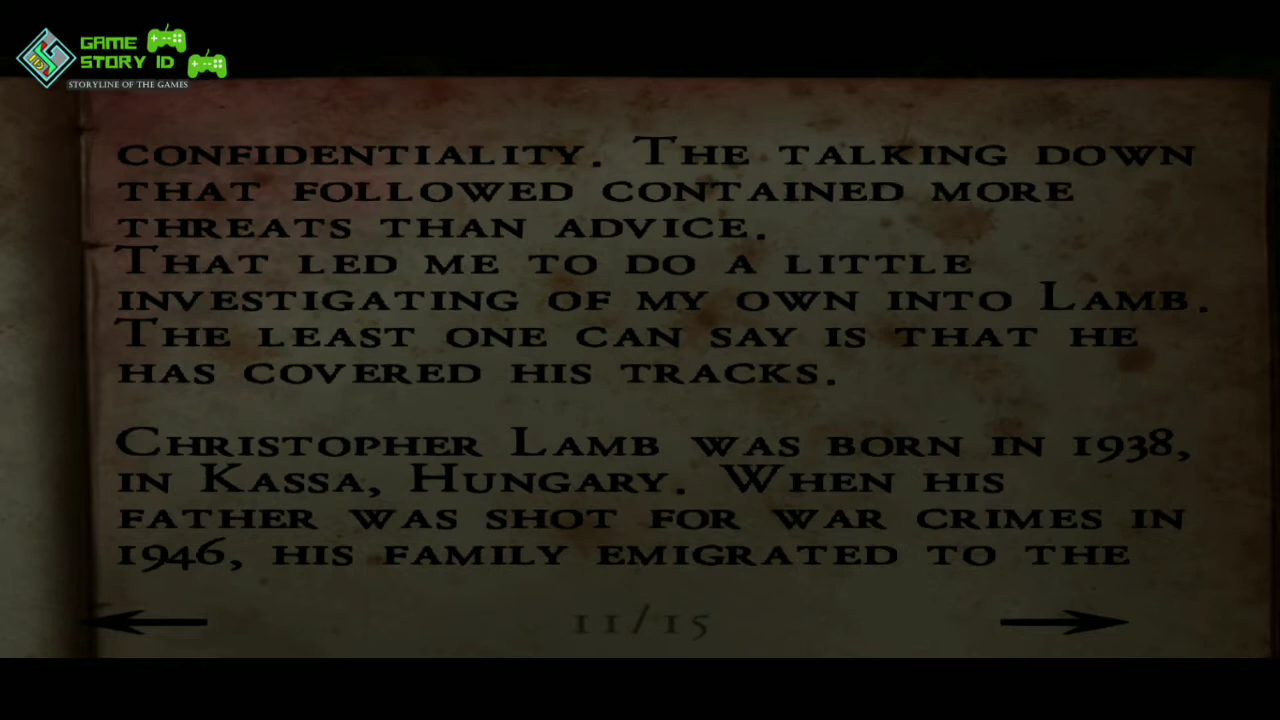 GAME
STORY ID
STORYLINE OF THE GAMES
CONFIDENTIALITY. THE TALKING DOWN
THAT FOLLOWED CONTAINED MORE
THREATS THAN ADVICE.
THAT LED ME TO DO A LITTLE
INVESTIGATING OF MY OWN INTO LAMB.
THE LEAST ONE CAN SAY IS THAT HE
HAS COVERED HIS TRACKS.
CHRISTOPHER LAMB WAS BORN IN 1938,
IN KASSA, HUNGARY. WHEN HIS
FATHER WAS SHOT FOR WAR CRIMES IN
1946, HIS FAMILY EMIGRATED TO THE
11/15